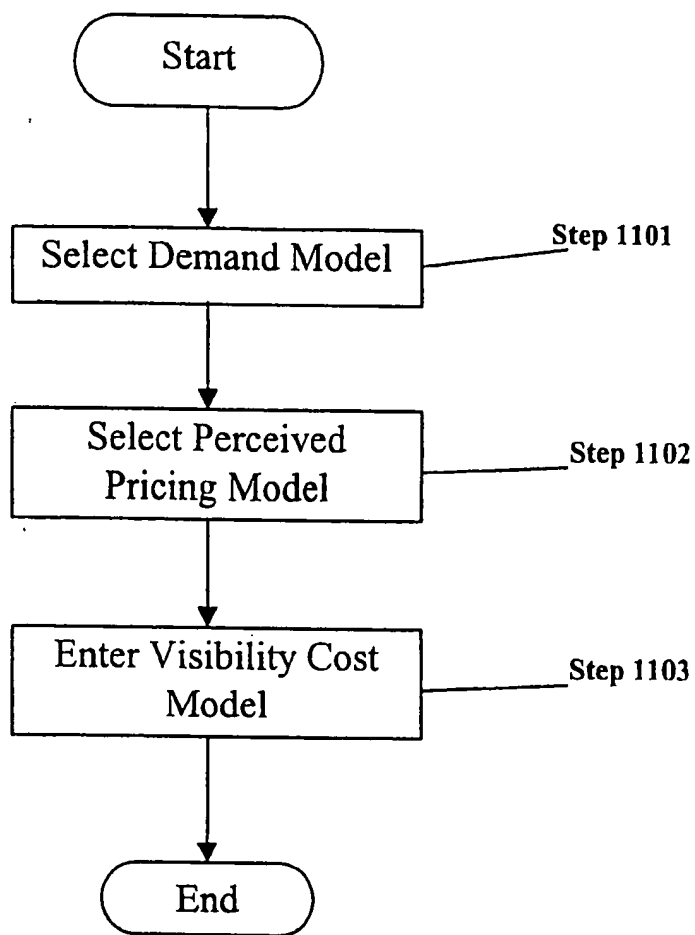 Start
Select Demand Model
Step 1101
Select Perceived
Pricing Model
Step 1102
Enter Visibility Cost
Model
Step 1103
End